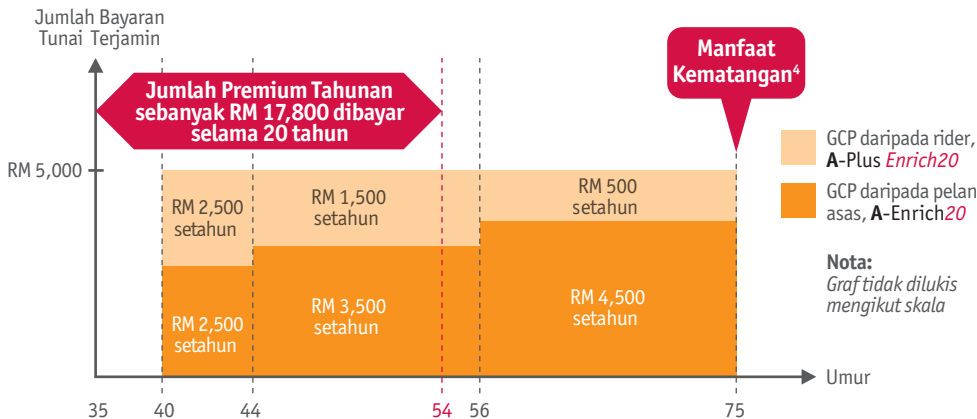 Jumlah Bayaran
Tunai Terjamin
Jumlah Premium Tahunan
sebanyak RM 17,800 dibayar
selama 20 tahun
Manfaat
Kematangan4
RM 5,000
RM 2,500
setahun
RM 1,500
setahun
RM 500
setahun
RM 2,500
setahun
RM 3,500
setahun
RM 4,500
setahun
GCP daripada rider,
A-Plus Enrich20
GCP daripada pelan
asas, A-Enrich20
Nota:
Graf tidak dilukis
mengikut skala
Umur
35 40 44 54 56 75